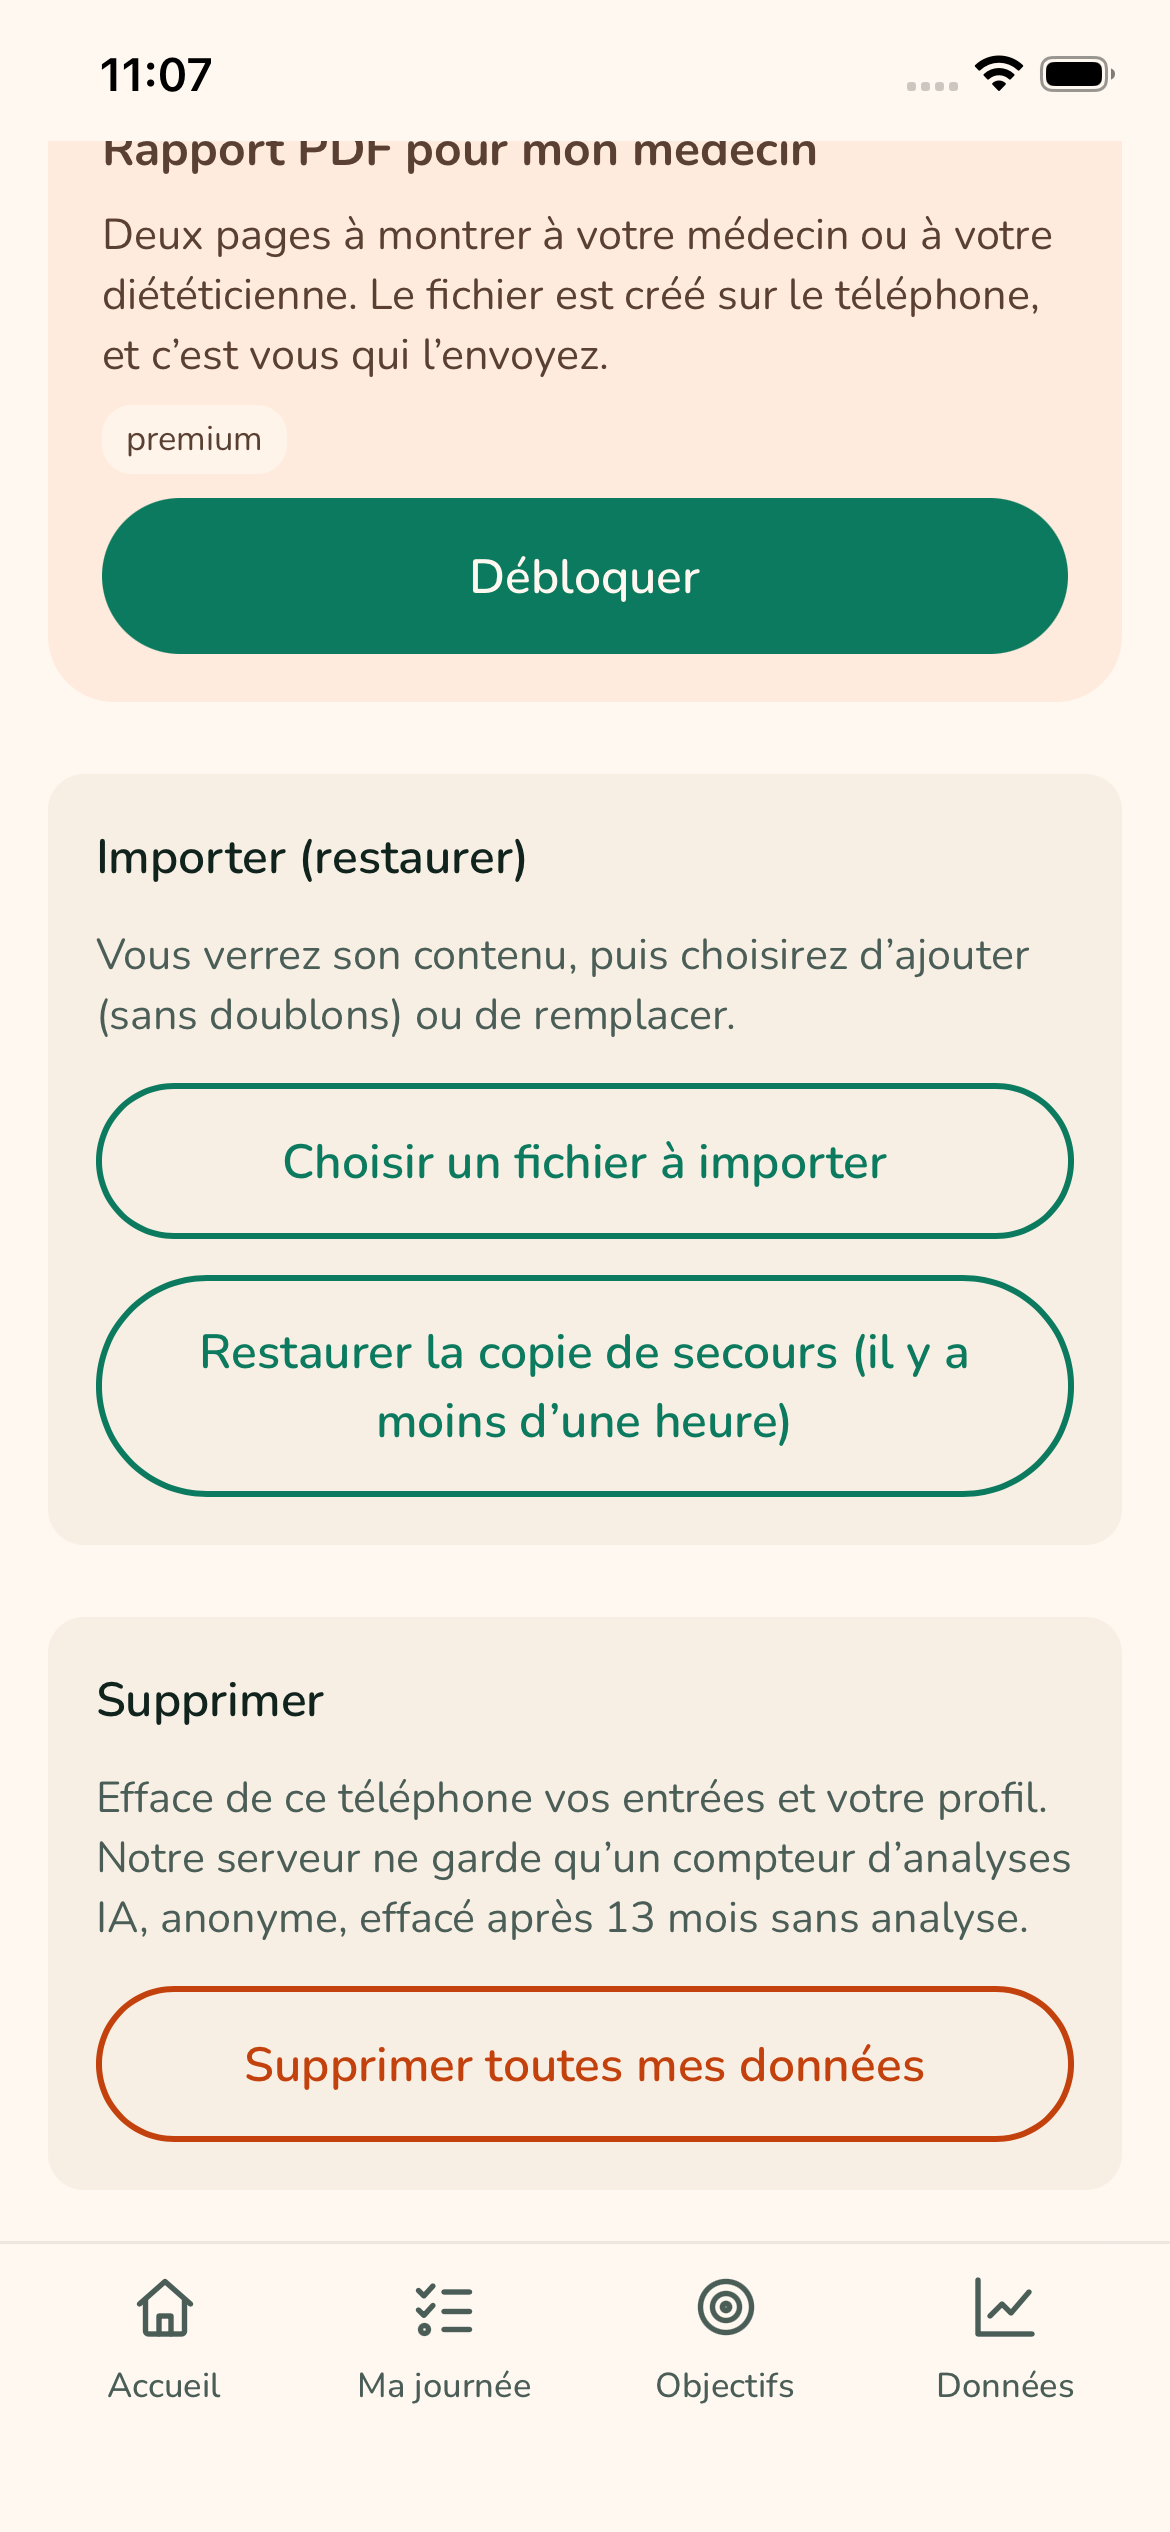 11:07
Rapport PDF pour mon médecin
Deux pages à montrer à votre médecin ou à votre
diététicienne. Le fichier est créé sur le téléphone,
et c’est vous qui l’envoyez.
premium
Débloquer
Importer (restaurer)
Vous verrez son contenu, puis choisirez d’ajouter
(sans doublons) ou de remplacer.
Choisir un fichier à importer
Restaurer la copie de secours (il y a
moins d’une heure)
Supprimer
Efface de ce téléphone vos entrées et votre profil.
Notre serveur ne garde qu’un compteur d’analyses
IA, anonyme, effacé après 13 mois sans analyse.
Supprimer toutes mes données
Accueil
Ma journée
Objectifs
Données